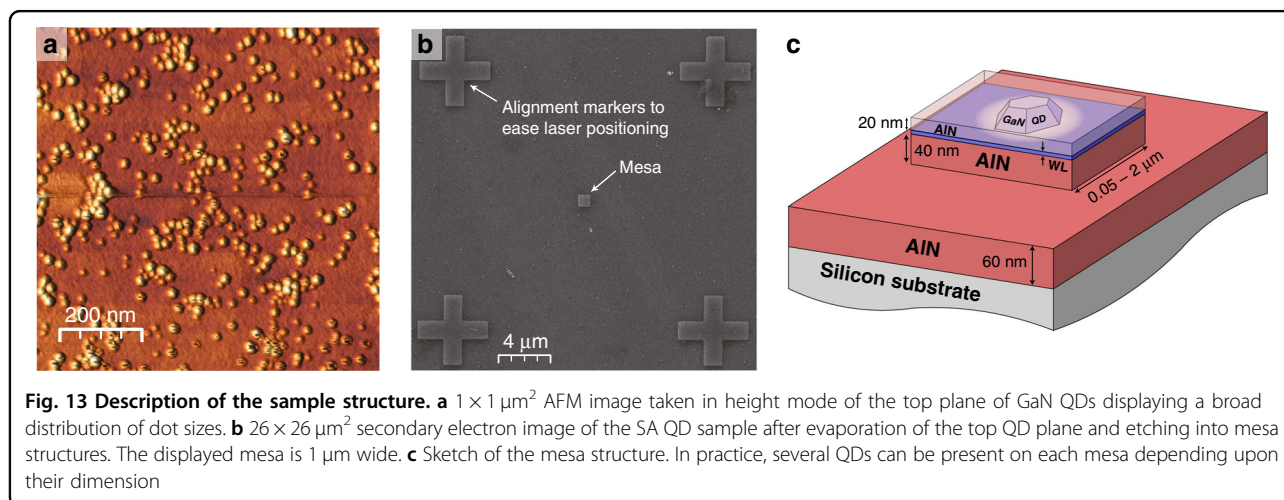 a
200 nm
b
Alignment markers to
ease laser positioning
Mesa
4 μm
c
GaN QD
20 nm
AlN
40 nm
AlN
WL
0.05 – 2 μm
AlN
60 nm
Silicon substrate
Fig. 13 Description of the sample structure. a 1 × 1 μm² AFM image taken in height mode of the top plane of GaN QDs displaying a broad
distribution of dot sizes. b 26 × 26 μm² secondary electron image of the SA QD sample after evaporation of the top QD plane and etching into mesa
structures. The displayed mesa is 1 μm wide. c Sketch of the mesa structure. In practice, several QDs can be present on each mesa depending upon
their dimension